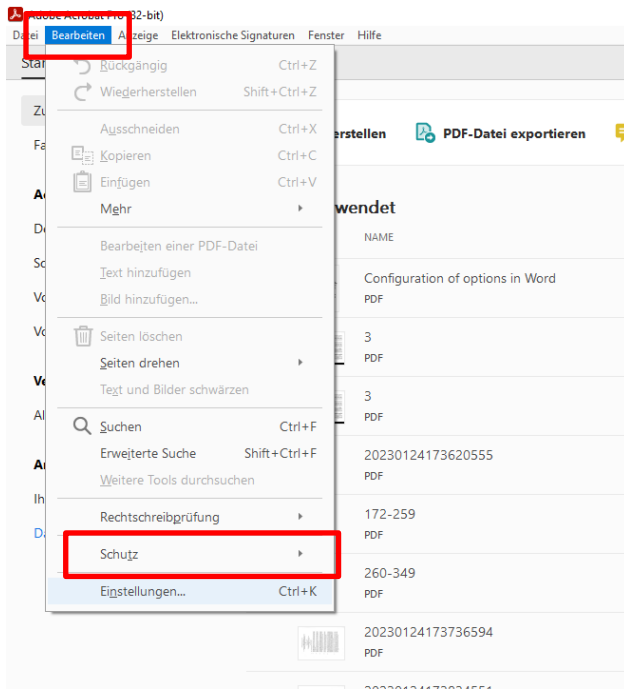 Adobe Acrobat Pro (32-bit)
Datei Bearbeiten Anzeige Elektronische Signaturen Fenster Hilfe
Rückgängig Ctrl+Z
Wiederherstellen Shift+Ctrl+Z
Ausschneiden Ctrl+X
Kopieren Ctrl+C
Einfügen Ctrl+V
Mehr
Bearbeiten einer PDF-Datei
Text hinzufügen
Bild hinzufügen...
Seiten löschen
Seiten drehen
Text und Bilder schwärzen
Suchen Ctrl+F
Erweiterte Suche Shift+Ctrl+F
Weitere Tools durchsuchen
Rechtschreibprüfung
Schutz
Einstellungen... Ctrl+K
PDF-Datei exportieren
NAME
Configuration of options in Word
PDF
3
PDF
3
PDF
20230124173620555
PDF
172-259
PDF
260-349
PDF
20230124173736594
PDF